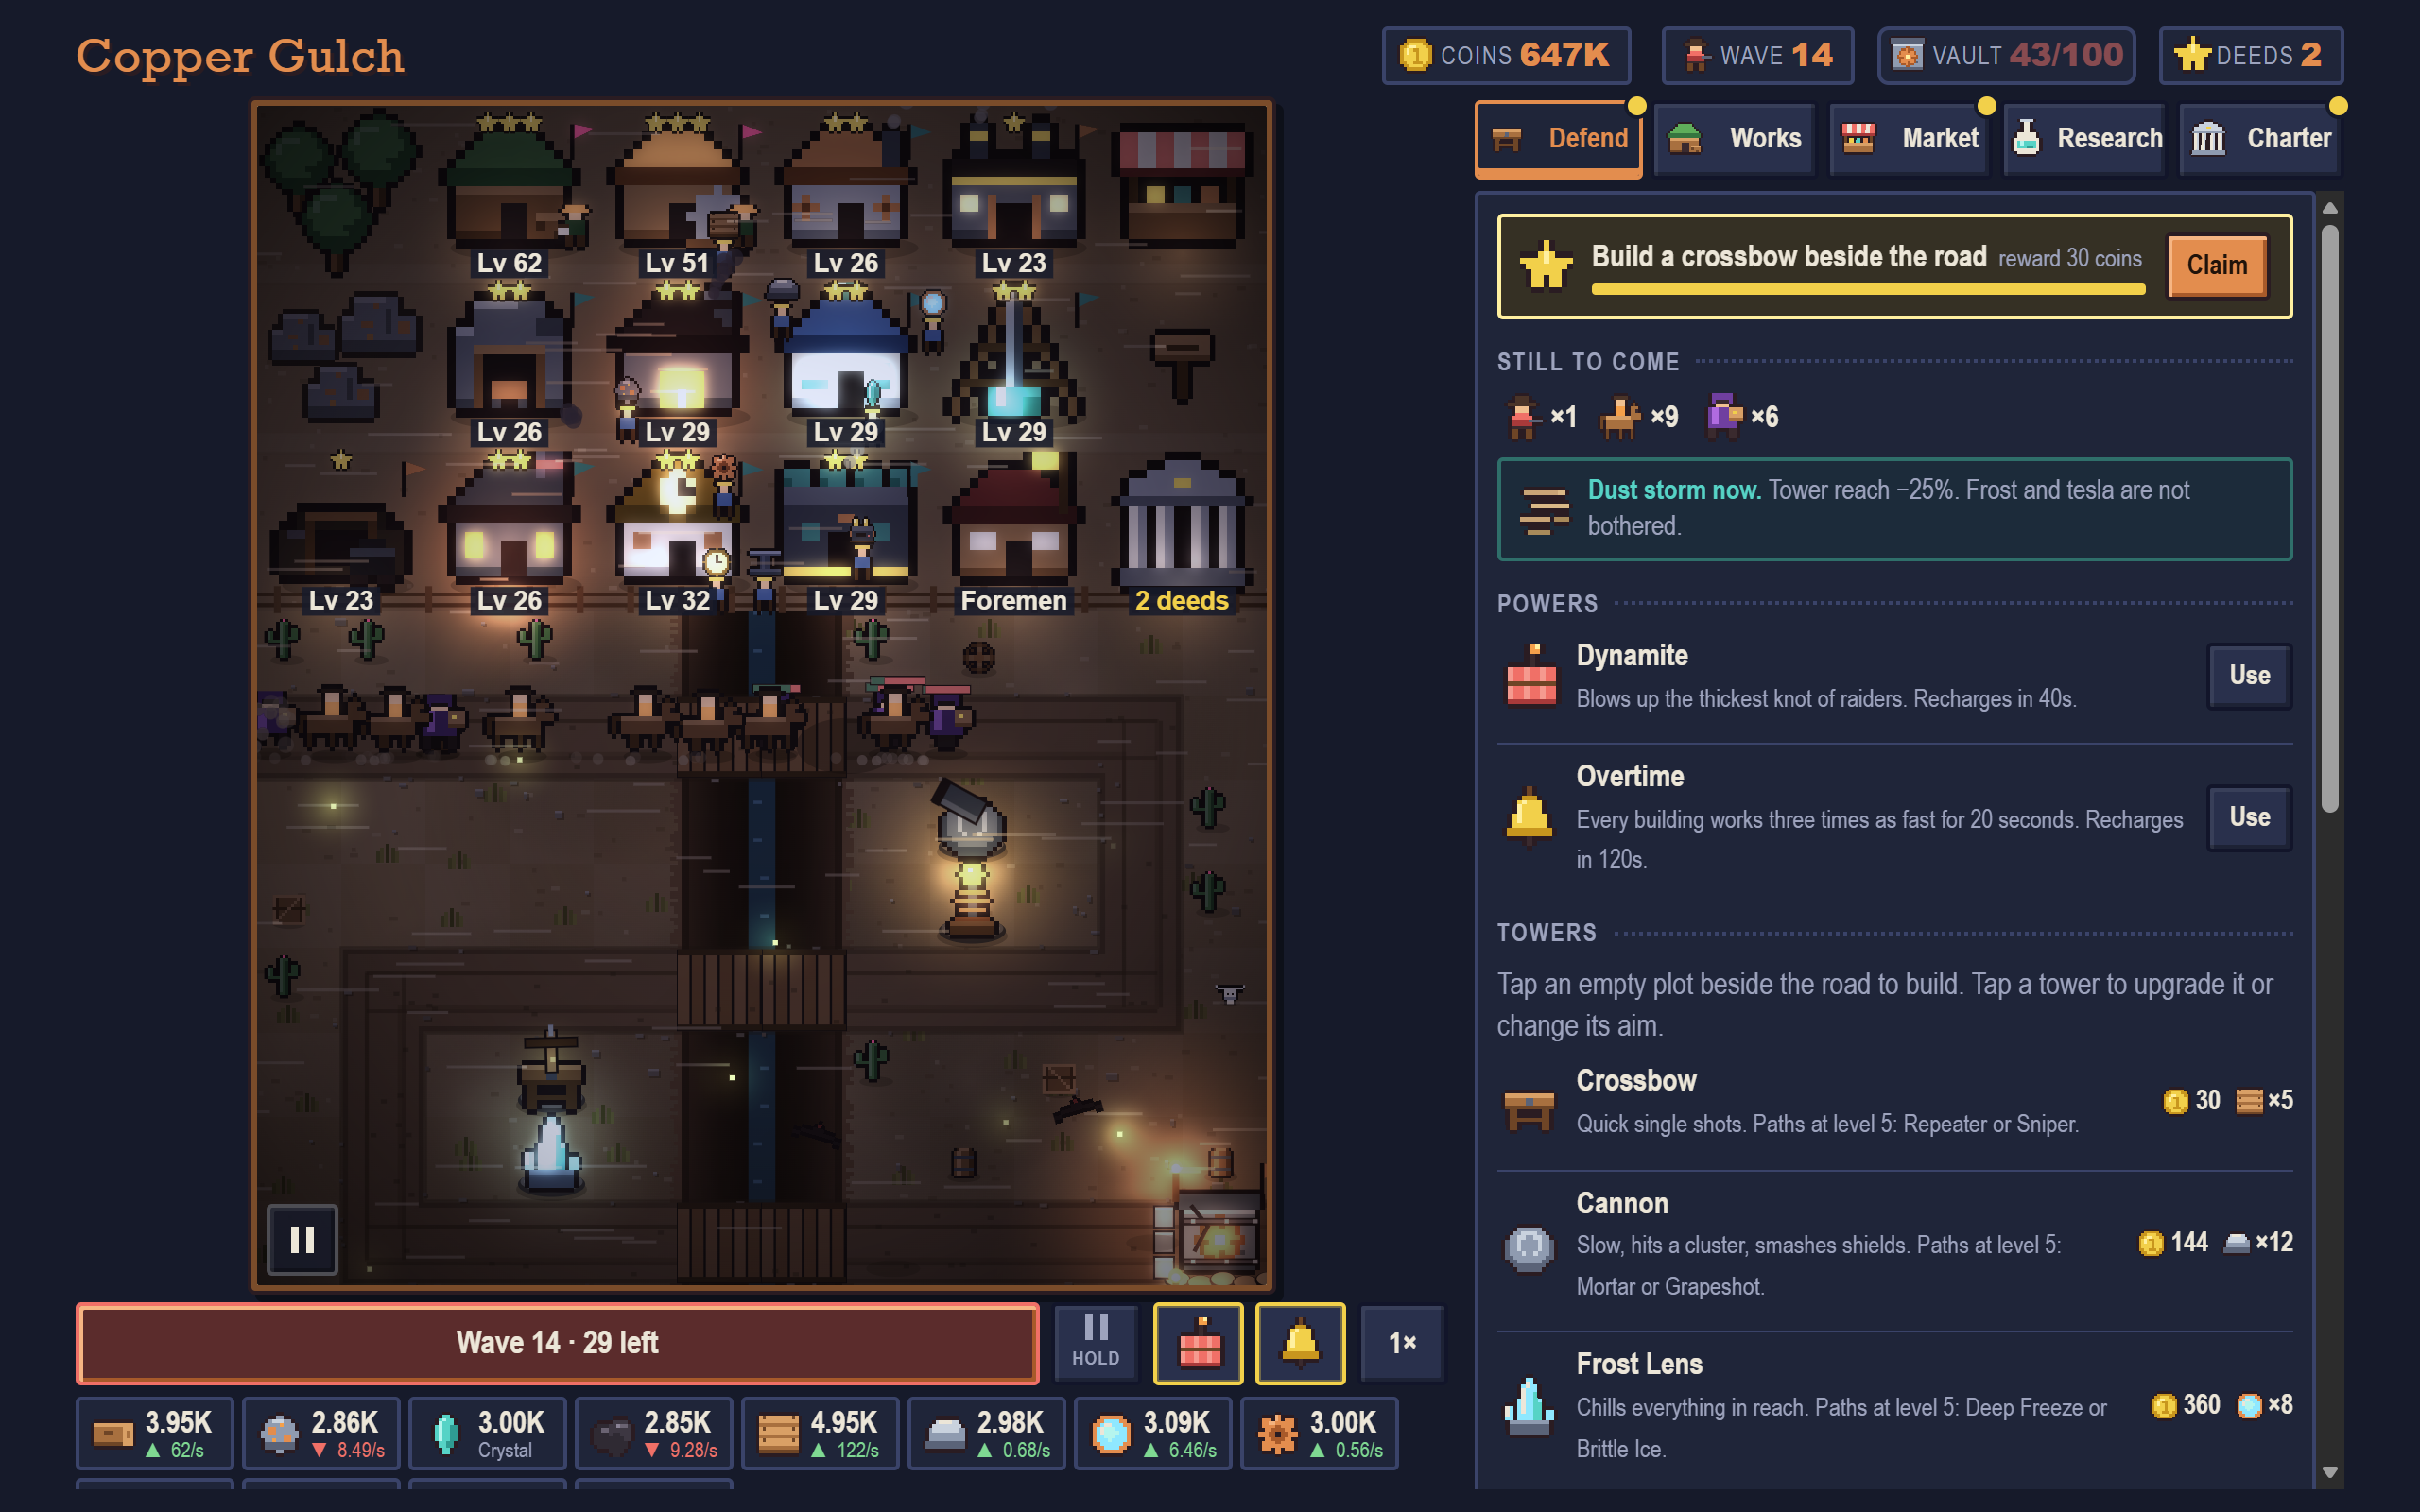 Copper Gulch
COINS 647K
WAVE 14
VAULT 43/100
DEEDS 2
Defend
Works
Market
Research
Charter
Lv 62
Lv 51
Lv 26
Lv 23
Lv 26
Lv 29
Lv 29
Lv 29
Lv 23
Lv 26
Lv 32
Lv 29
Foremen
2 deeds
Wave 14 · 29 left
HOLD
1×
3.95K
▲ 62/s
2.86K
▼ 8.49/s
3.00K
Crystal
2.85K
▼ 9.28/s
4.95K
▲ 122/s
2.98K
▲ 0.68/s
3.09K
▲ 6.46/s
3.00K
▲ 0.56/s
Build a crossbow beside the road reward 30 coins
Claim
STILL TO COME
×1
×9
×6
Dust storm now. Tower reach −25%. Frost and tesla are not
bothered.
POWERS
Dynamite
Blows up the thickest knot of raiders. Recharges in 40s.
Use
Overtime
Every building works three times as fast for 20 seconds. Recharges
in 120s.
Use
TOWERS
Tap an empty plot beside the road to build. Tap a tower to upgrade it or
change its aim.
Crossbow
Quick single shots. Paths at level 5: Repeater or Sniper.
30 ×5
Cannon
Slow, hits a cluster, smashes shields. Paths at level 5:
Mortar or Grapeshot.
144 ×12
Frost Lens
Chills everything in reach. Paths at level 5: Deep Freeze or
Brittle Ice.
360 ×8